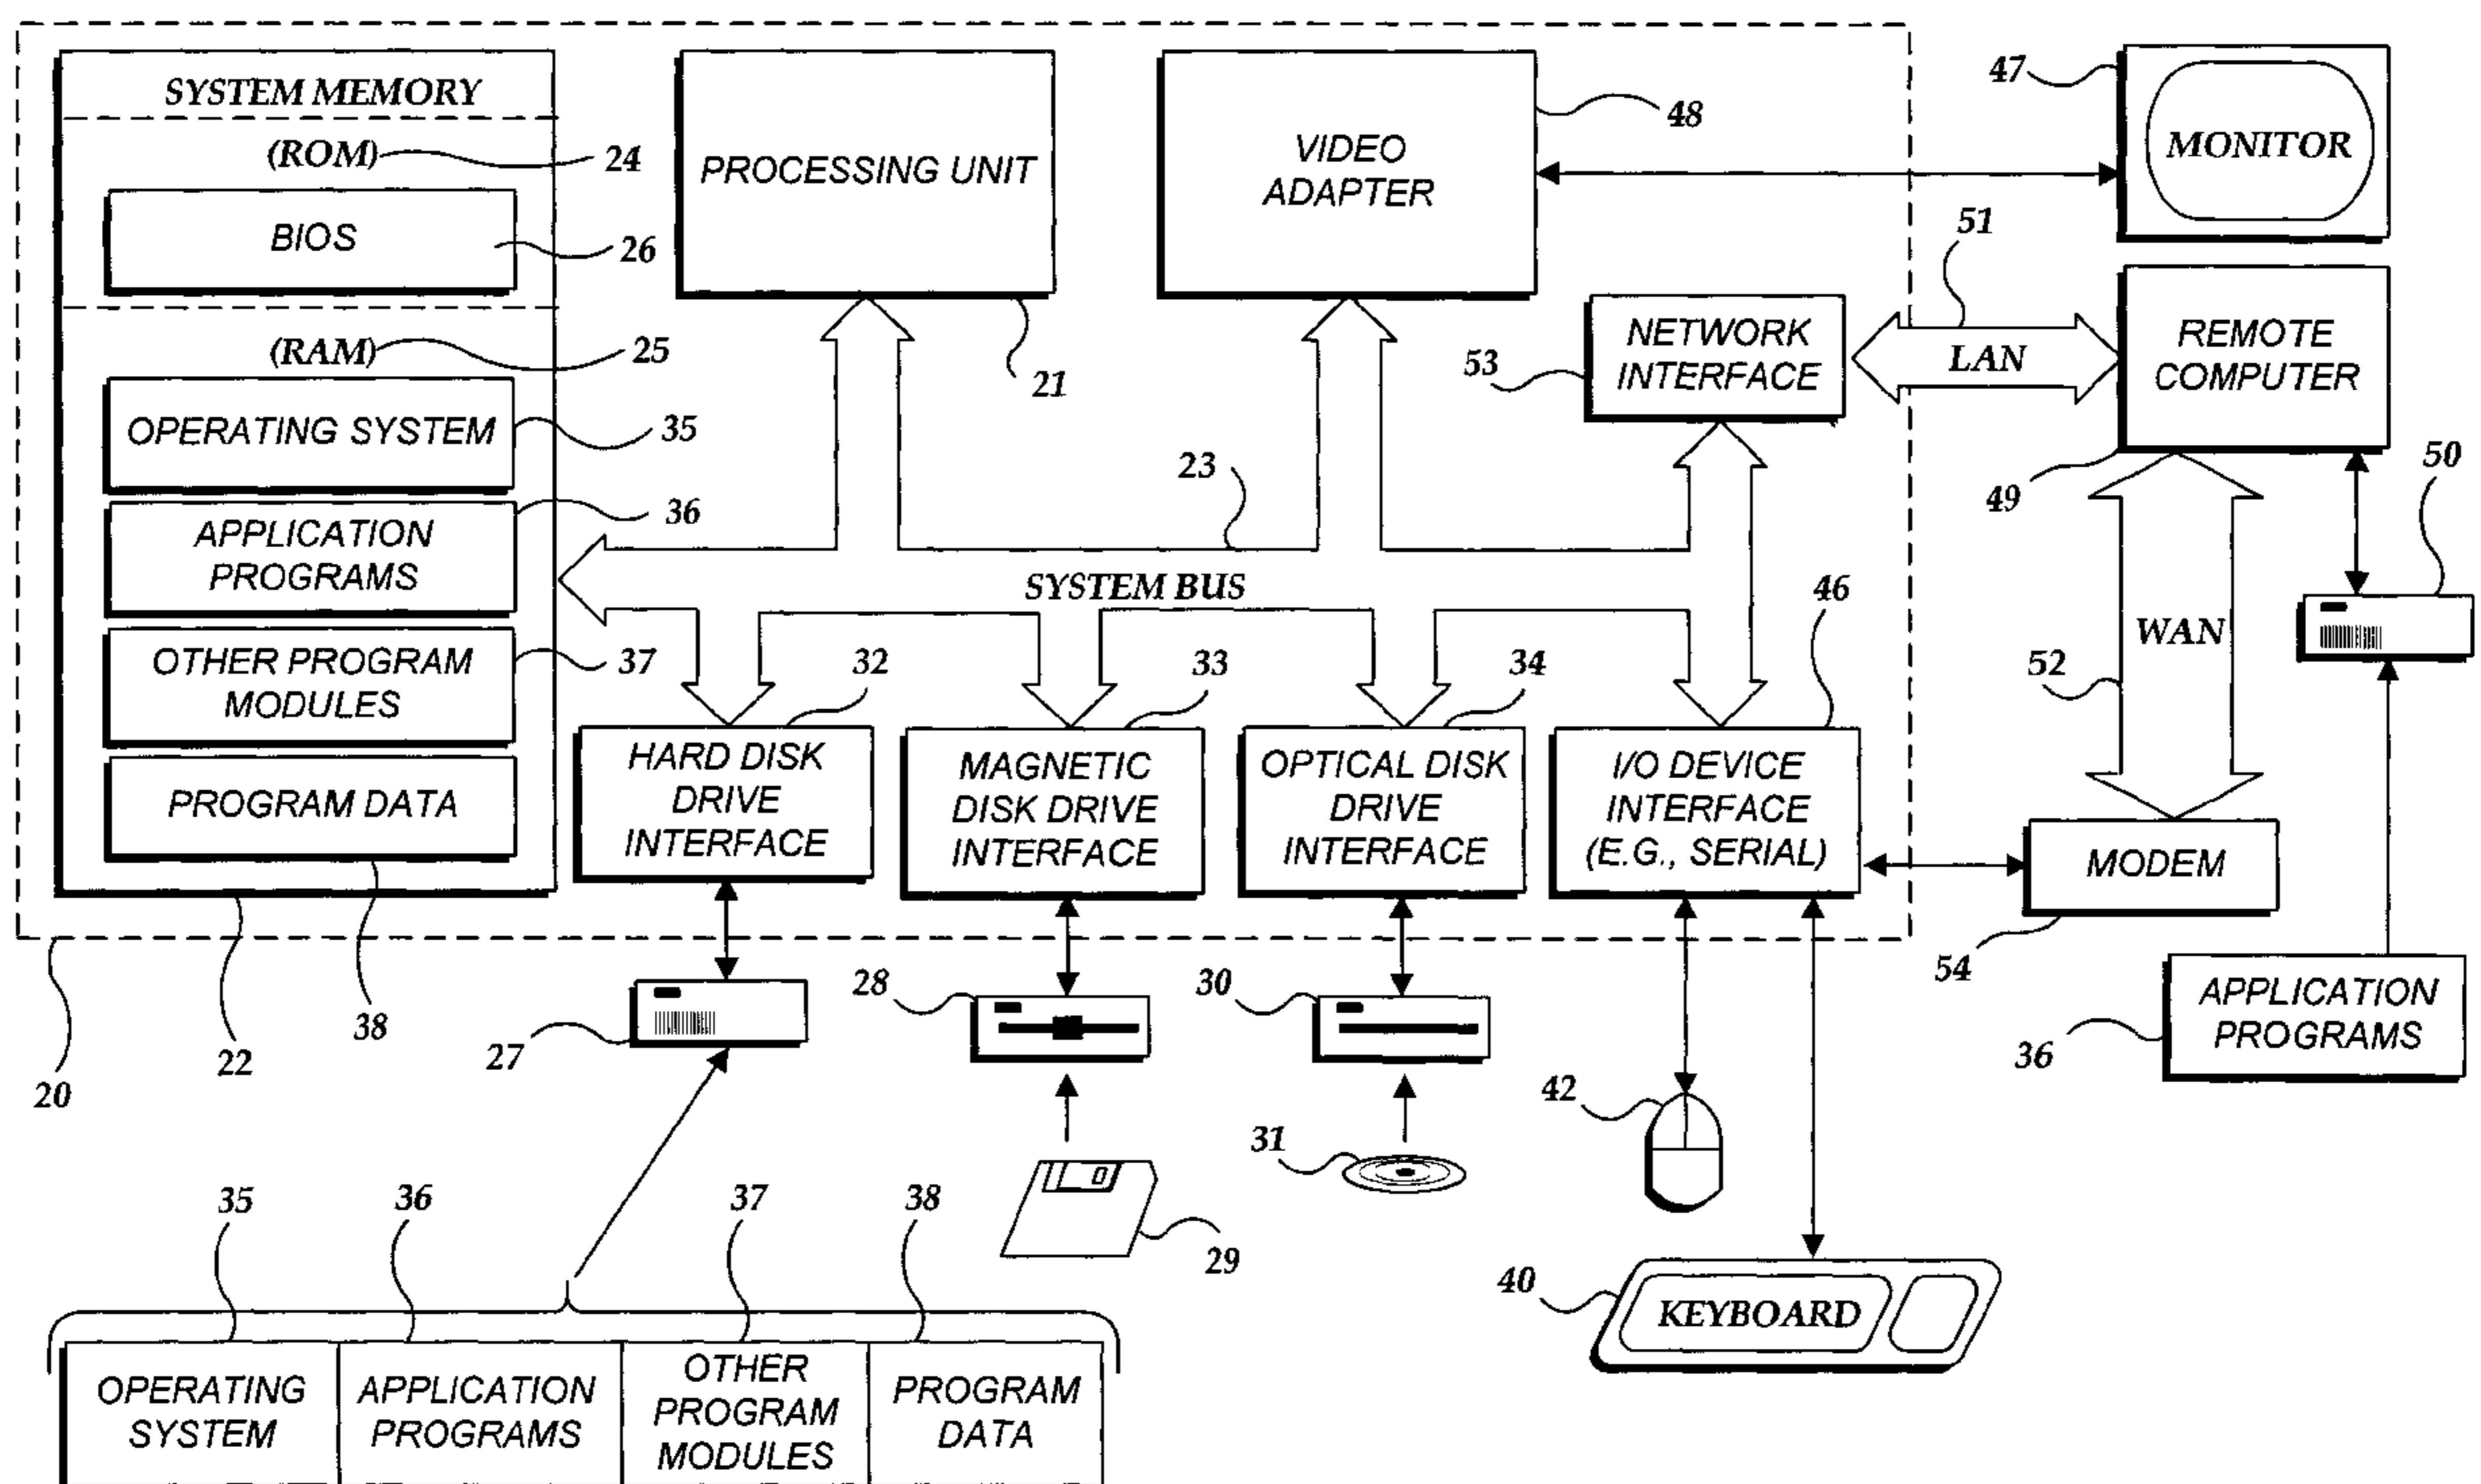 SYSTEM MEMORY
(ROM) 24
BIOS
26
(RAM) 25
OPERATING SYSTEM
35
APPLICATION
PROGRAMS
36
OTHER PROGRAM
MODULES
37
PROGRAM DATA
38
22
20
PROCESSING UNIT
21
VIDEO
ADAPTER
48
47
MONITOR
NETWORK
INTERFACE
53
51
LAN
REMOTE
COMPUTER
49
50
23
SYSTEM BUS
46
WAN
52
32
HARD DISK
DRIVE
INTERFACE
33
MAGNETIC
DISK DRIVE
INTERFACE
34
OPTICAL DISK
DRIVE
INTERFACE
I/O DEVICE
INTERFACE
(E.G., SERIAL)
MODEM
54
APPLICATION
PROGRAMS
36
27
28
30
42
31
29
40
KEYBOARD
35
36
37
38
OPERATING
SYSTEM
APPLICATION
PROGRAMS
OTHER
PROGRAM
MODULES
PROGRAM
DATA